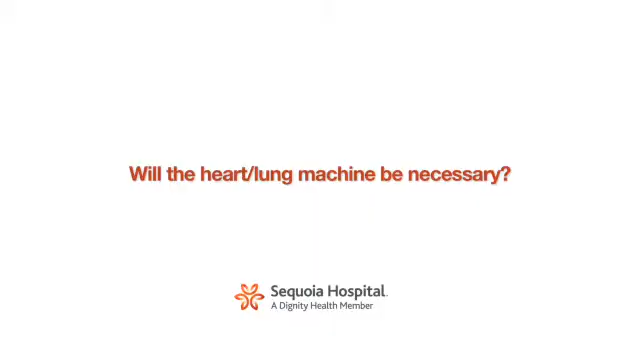 Will the heart/lung machine be necessary?
Sequoia Hospital.
A Dignity Health Member